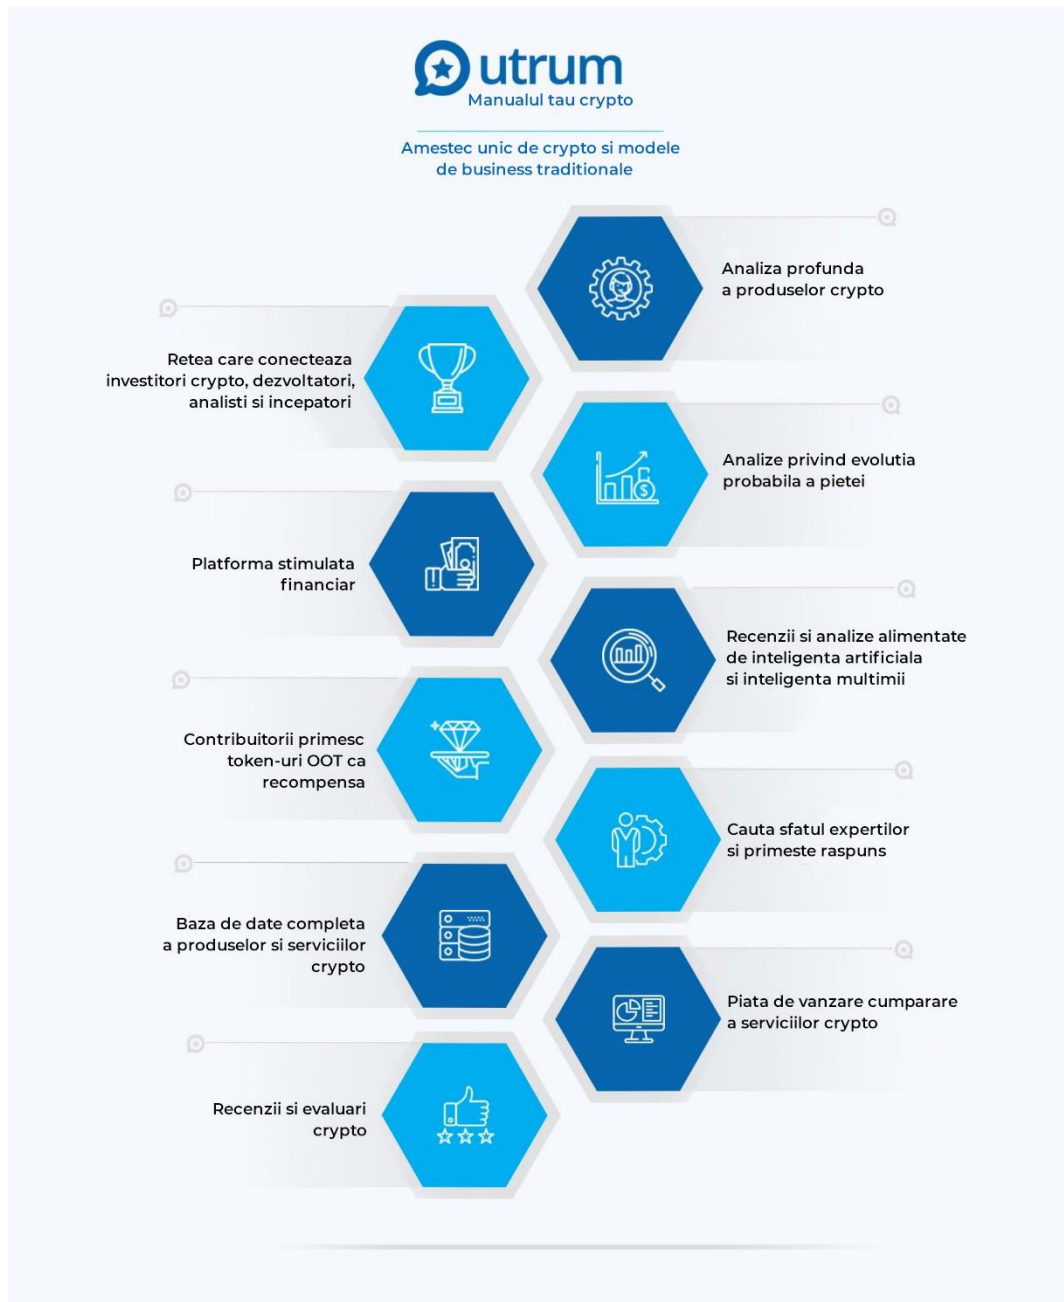 utrum
Manualul tau crypto
Amestec unic de crypto si modele
de business traditionale
Analiza profunda
a produselor crypto
Retea care conecteaza
investitori crypto, dezvoltatori,
analisti si incepatori
Analize privind evolutia
probabila a pietei
Platforma stimulata
financiar
Recenzii si analize alimentate
de inteligenta artificiala
si inteligenta multimii
Contribuitorii primesc
token-uri OOT ca
recompensa
Cauta sfatul expertilor
si primeste raspuns
Baza de date completa
a produselor si serviciilor
crypto
Piata de vanzare cumparare
a serviciilor crypto
Recenzii si evaluari
crypto